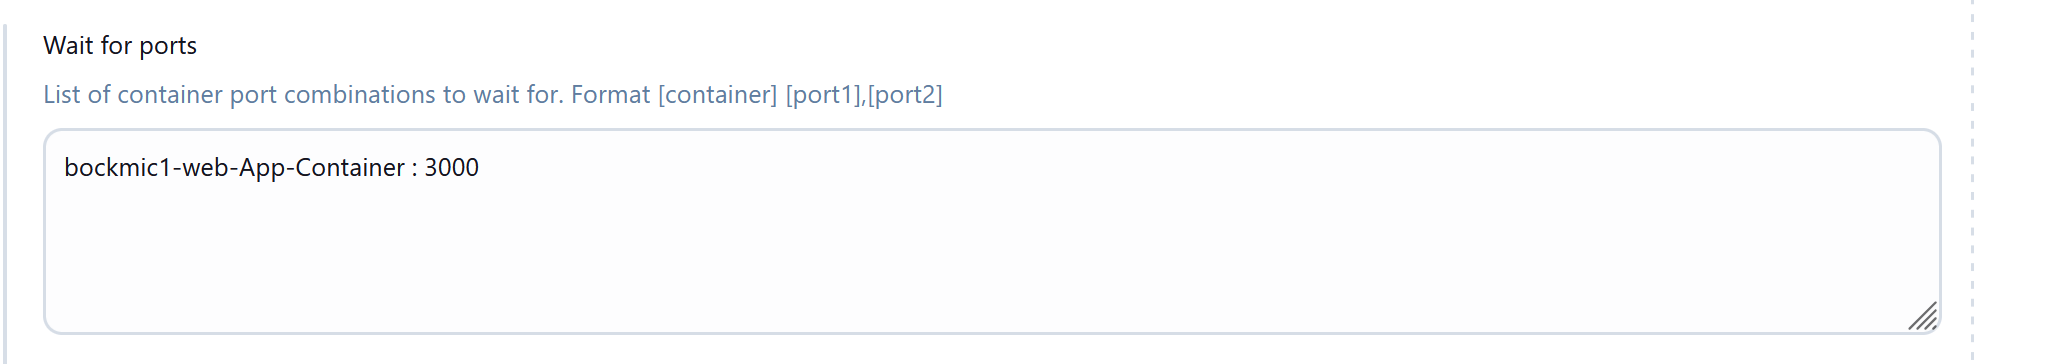 Wait for ports
List of container port combinations to wait for. Format [container] [port1],[port2]
bockmic1-web-App-Container : 3000